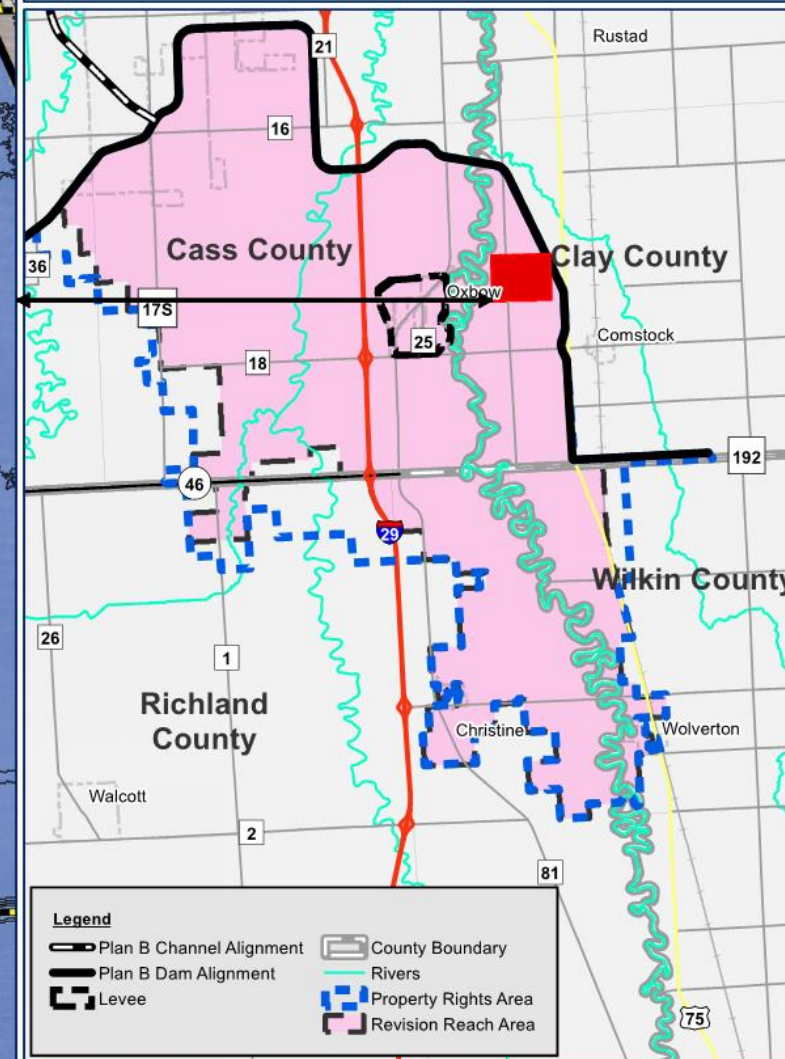 Rustad
21
16
Cass County
Clay County
36
Oxbow
17S
25
Comstock
18
192
46
29
Wilkin County
26
1
Richland
County
Christine
Wolverton
Walcott
2
81
Legend
Plan B Channel Alignment
Plan B Dam Alignment
Levee
County Boundary
Rivers
Property Rights Area
Revision Reach Area
75